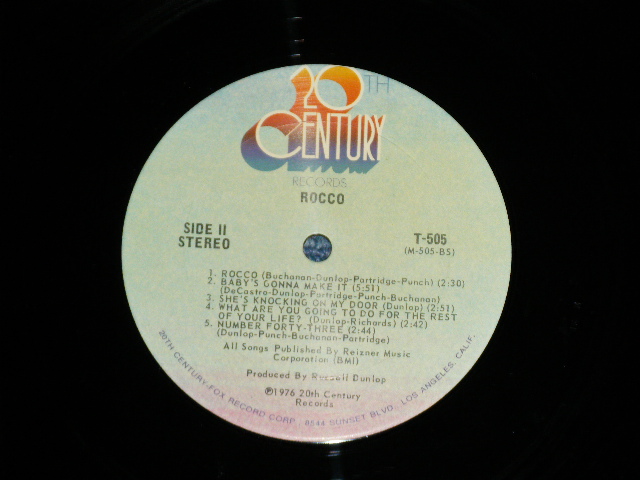 20TH
CENTURY
RECORDS
ROCCO
SIDE II
STEREO
T-505
(M-505-BS)
1. ROCCO (Buchanan-Dunlop-Partridge-Punch) (2:30)
2. BABY'S GONNA MAKE IT (5:51)
(DeCastro-Dunlop-Partridge-Punch-Buchanan)
3. SHE'S KNOCKING ON MY DOOR (Dunlop) (2:51)
4. WHAT ARE YOU GOING TO DO FOR THE REST
OF YOUR LIFE? (Dunlop-Richards) (2:42)
5. NUMBER FORTY-THREE (2:44)
(Dunlop-Punch-Buchanan-Partridge)
All Songs Published By Reizner Music
Corporation (BMI)
Produced By Dunlop
℗1976 20th Century
Records
20TH CENTURY-FOX RECORD CORP., 8544 SUNSET BLVD., LOS ANGELES, CALIF.